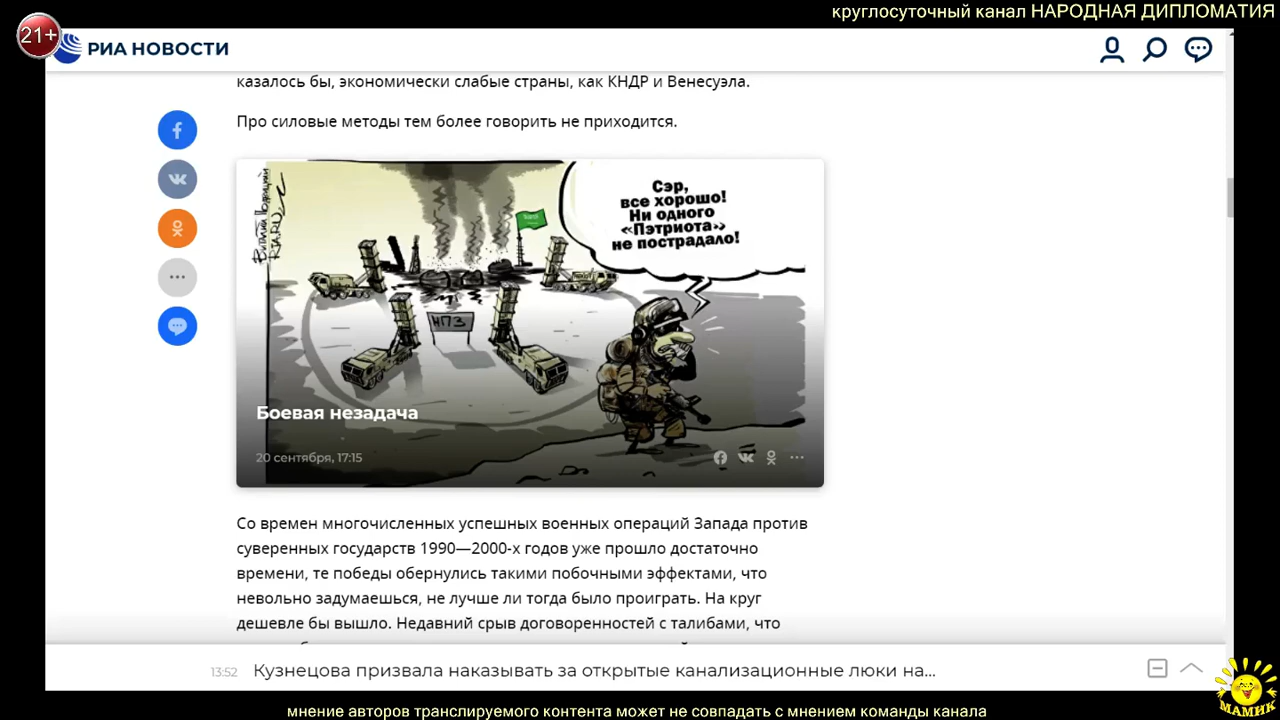 круглосуточный канал НАРОДНАЯ ДИПЛОМАТИЯ
21+
РИА НОВОСТИ
казалось бы, экономически слабые страны, как КНДР и Венесуэла.
Про силовые методы тем более говорить не приходится.
Сэр,
все хорошо!
Ни одного
«Пэтриота»
не пострадало!
НПЗ
Боевая незадача
20 сентября, 17:15
Со времен многочисленных успешных военных операций Запада против
суверенных государств 1990—2000-х годов уже прошло достаточно
времени, те победы обернулись такими побочными эффектами, что
невольно задумаешься, не лучше ли тогда было проиграть. На круг
дешевле бы вышло. Недавний срыв договоренностей с талибами, что
13:52 Кузнецова призвала наказывать за открытые канализационные люки на...
МАМИК
мнение авторов транслируемого контента может не совпадать с мнением команды канала